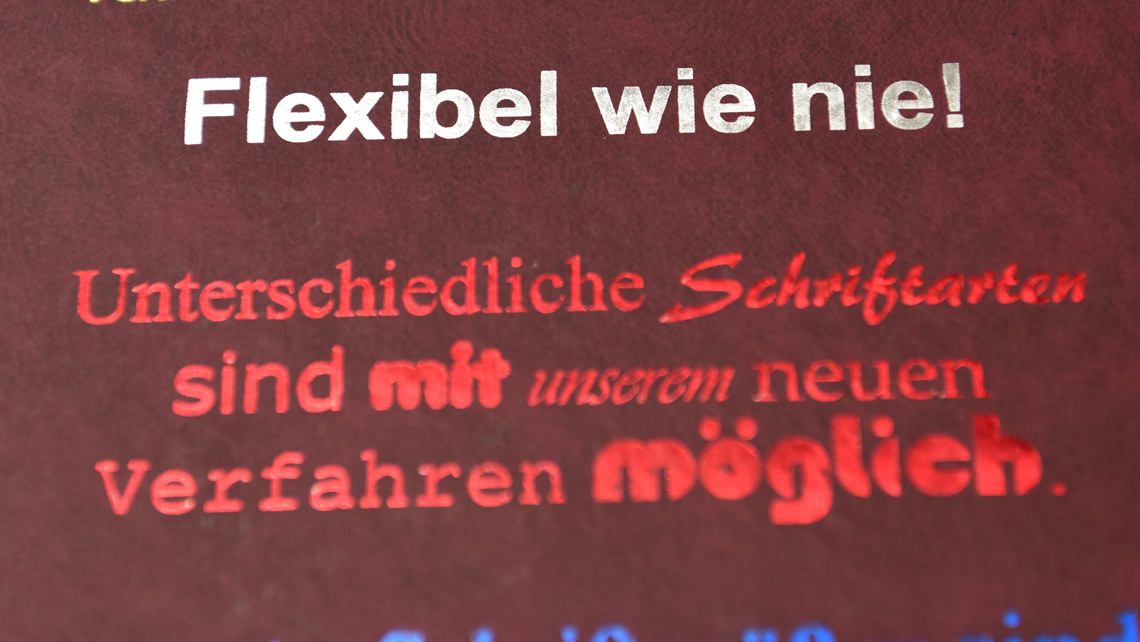 Flexibel wie nie!
Unterschiedliche Schriftarten
sind mit unserem neuen
Verfahren möglich.